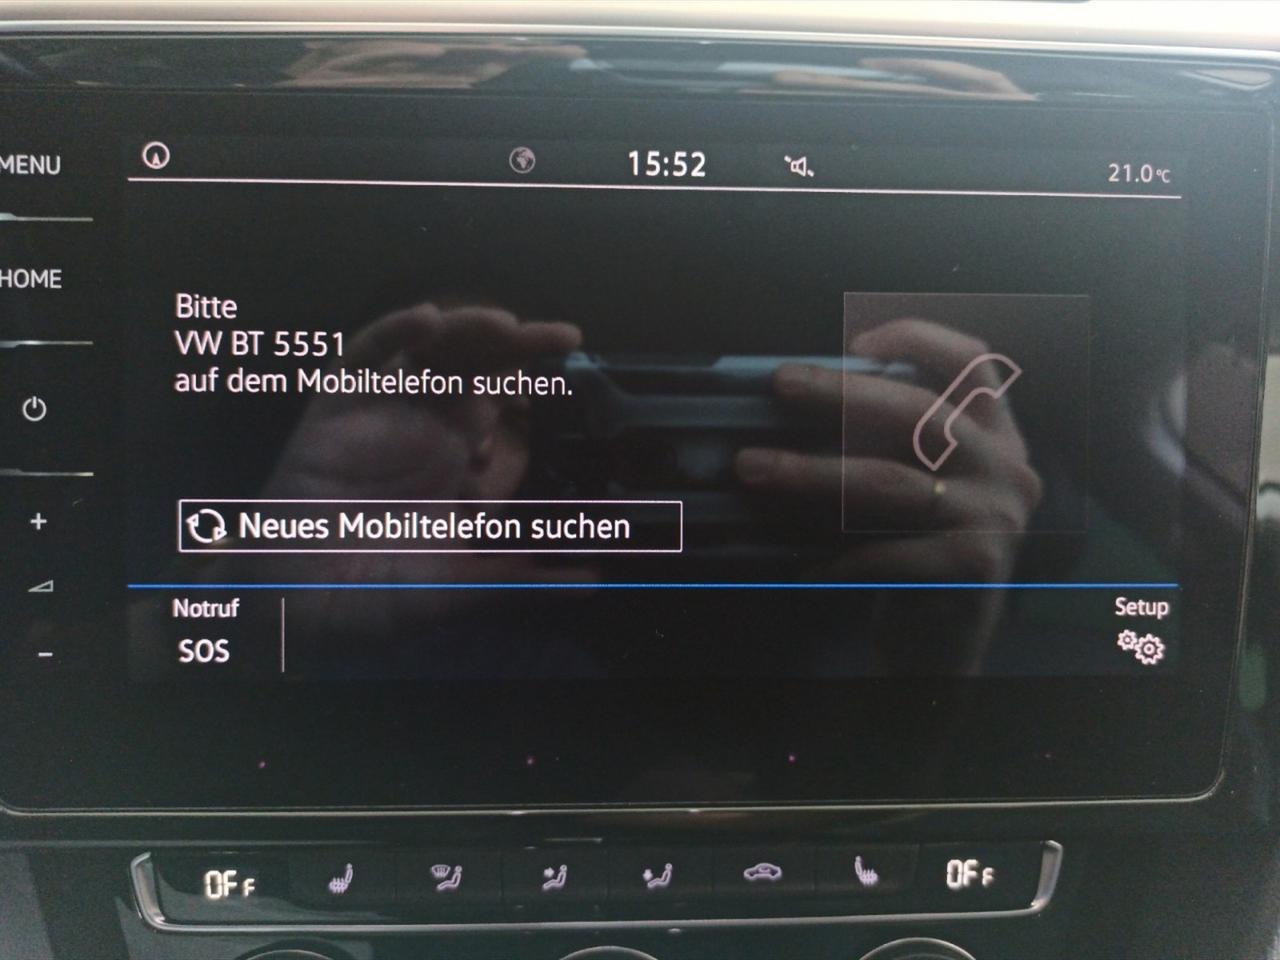 MENU
15:52
21.0°C
HOME
Bitte
VW BT 5551
auf dem Mobiltelefon suchen.
+
Neues Mobiltelefon suchen
−
Notruf
SOS
Setup
OFF
OFF